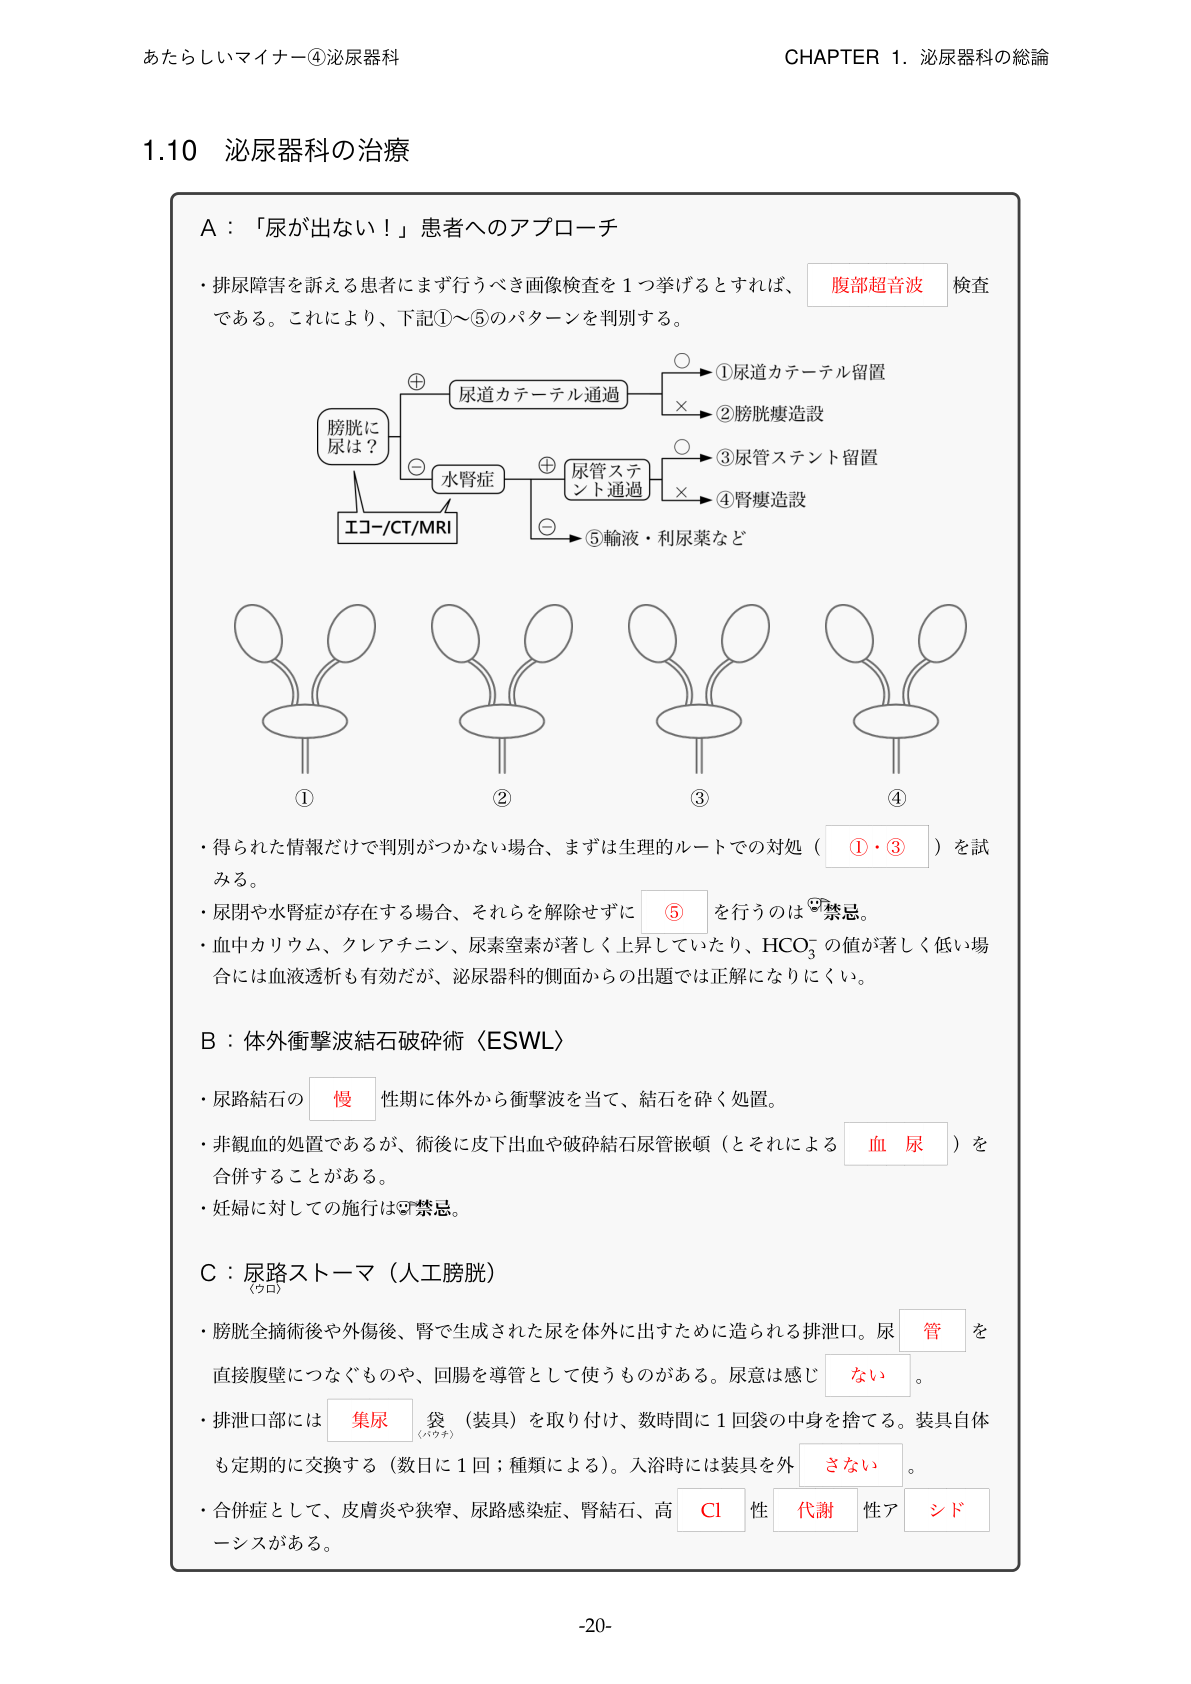 あたらしいマイナー④泌尿器科
CHAPTER 1. 泌尿器科の総論
1.10 泌尿器科の治療
A：「尿が出ない！」患者へのアプローチ
・排尿障害を訴える患者にまず行うべき画像検査を1つ挙げるとすれば、 腹部超音波 検査
である。これにより、下記①〜⑤のパターンを判別する。
膀胱に
尿は？
⊕
尿道カテーテル通過
○
①尿道カテーテル留置
×
②膀胱瘻造設
⊖
水腎症
⊕
尿管ステ
ント通過
○
③尿管ステント留置
×
④腎瘻造設
⊖
⑤輸液・利尿薬など
エコー/CT/MRI
① ② ③ ④
・得られた情報だけで判別がつかない場合、まずは生理的ルートでの対処（ ①・③ ）を試
みる。
・尿閉や水腎症が存在する場合、それらを解除せずに ⑤ を行うのは禁忌。
・血中カリウム、クレアチニン、尿素窒素が著しく上昇していたり、HCO₃⁻ の値が著しく低い場
合には血液透析も有効だが、泌尿器科的側面からの出題では正解になりにくい。
B：体外衝撃波結石破砕術〈ESWL〉
・尿路結石の 慢 性期に体外から衝撃波を当て、結石を砕く処置。
・非観血的処置であるが、術後に皮下出血や破砕結石尿管嵌頓（とそれによる 血 尿 ）を
合併することがある。
・妊婦に対しての施行は禁忌。
C：尿路ストーマ（人工膀胱）
〈ウロ〉
・膀胱全摘術後や外傷後、腎で生成された尿を体外に出すために造られる排泄口。尿 管 を
直接腹壁につなぐものや、回腸を導管として使うものがある。尿意は感じ ない 。
・排泄口部には 集尿 袋（装具）を取り付け、数時間に1回袋の中身を捨てる。装具自体
〈パウチ〉
も定期的に交換する（数日に1回；種類による）。入浴時には装具を外 さない 。
・合併症として、皮膚炎や狭窄、尿路感染症、腎結石、高 Cl 性 代謝 性ア シド
ーシスがある。
-20-